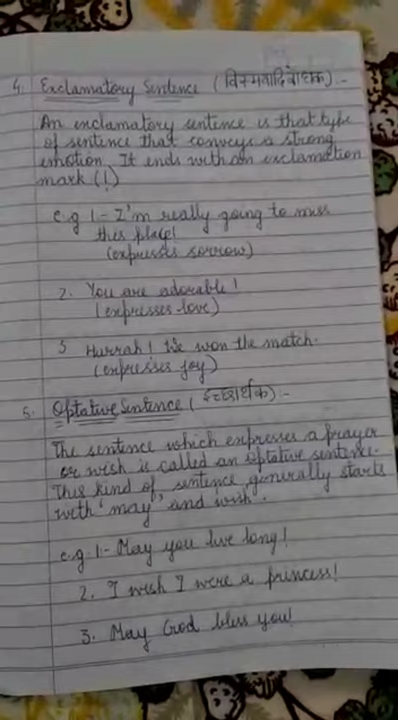 4. Exclamatory Sentence (विस्मयादिबोधक) :-
An exclamatory sentence is that type
of sentence that conveys a strong
emotion. It ends with an exclamation
mark (!)
e.g 1:- I'm really going to miss
this place!
(expresses sorrow)
2. You are adorable!
(expresses love)
3 Hurrah! We won the match.
(expresses joy)
5. Optative Sentence (इच्छार्थक) :-
The sentence which expresses a prayer
or wish is called an optative sentence.
This kind of sentence generally starts
with "may" and wish.
e.g. 1:- May you live long!
2. I wish I were a princess!
3. May God bless you!